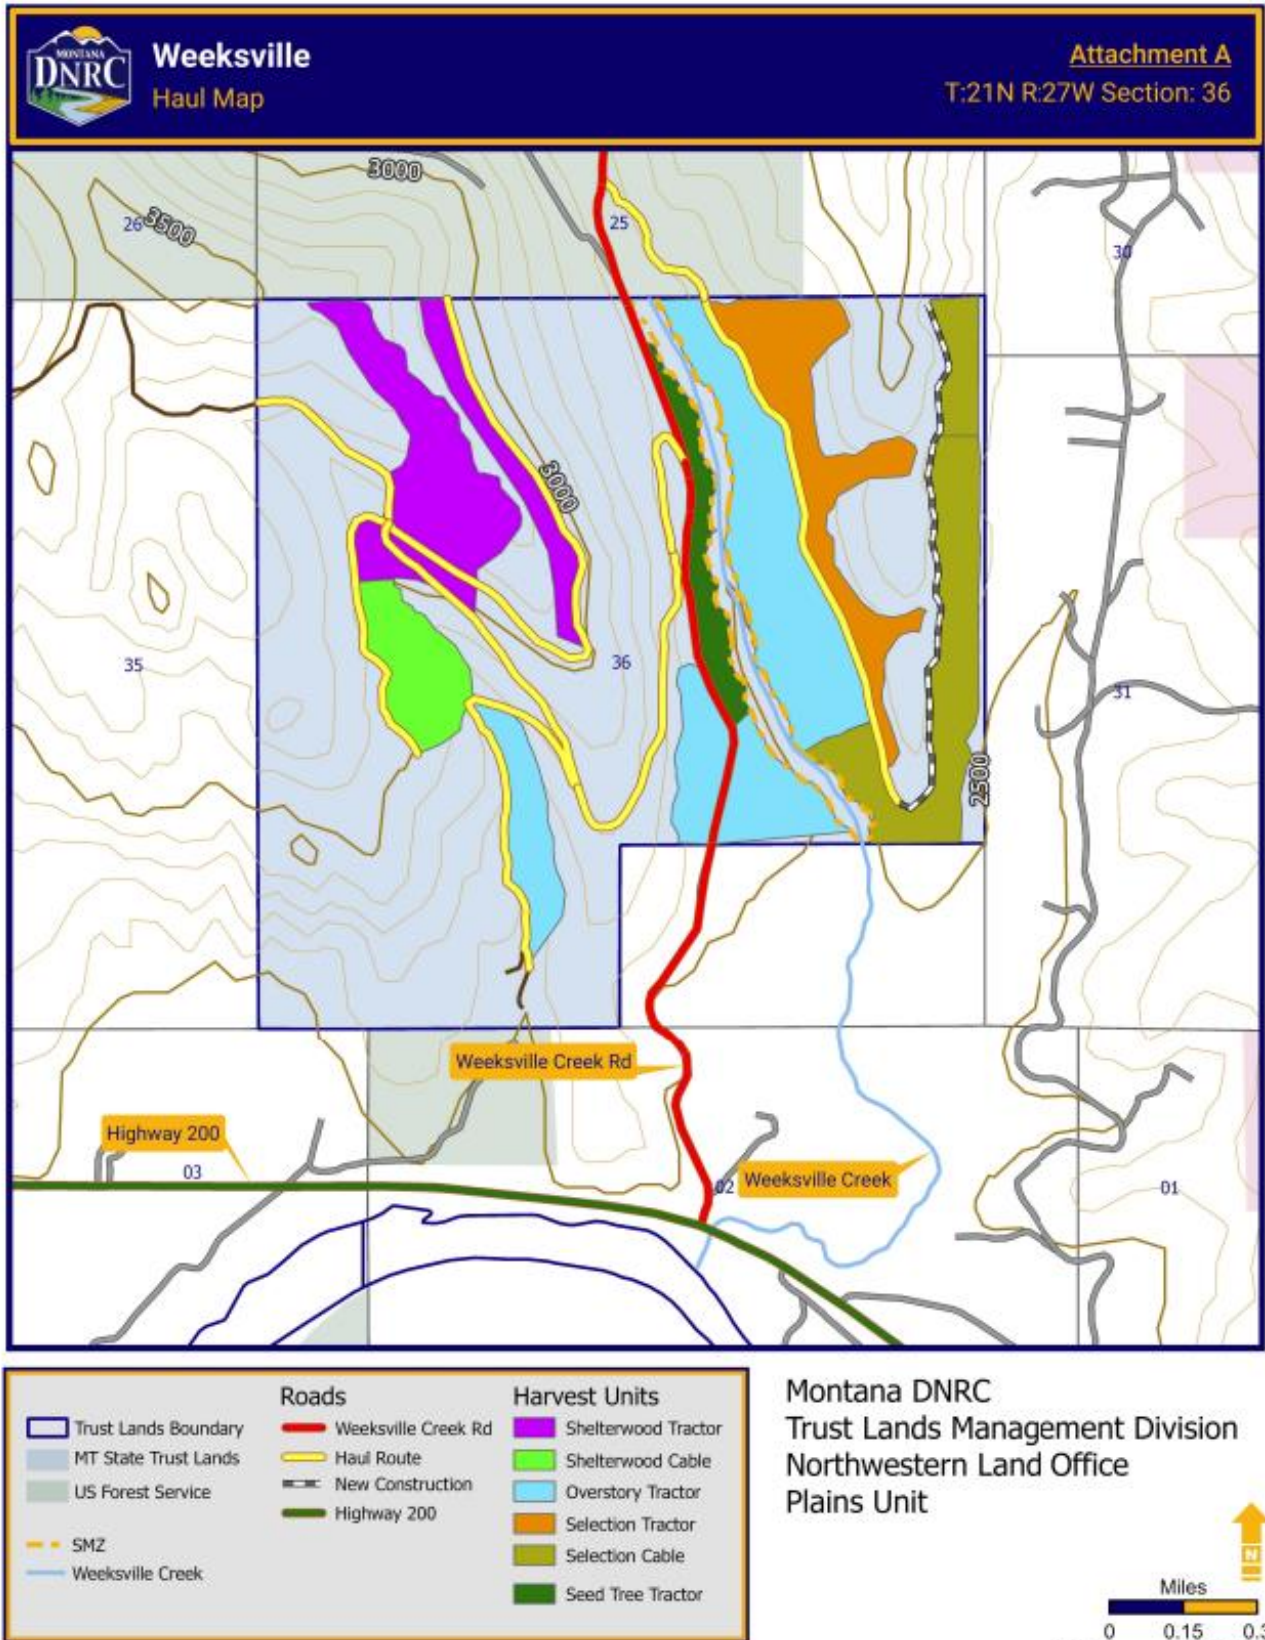 MONTANA
DNRC
Weeksville
Haul Map
Attachment A
T:21N R:27W Section: 36
3000
26
3500
25
30
3000
35
36
31
2500
Weeksville Creek Rd
Highway 200
03
02
Weeksville Creek
01
Trust Lands Boundary
MT State Trust Lands
US Forest Service
SMZ
Weeksville Creek
Roads
Weeksville Creek Rd
Haul Route
New Construction
Highway 200
Harvest Units
Shelterwood Tractor
Shelterwood Cable
Overstory Tractor
Selection Tractor
Selection Cable
Seed Tree Tractor
Montana DNRC
Trust Lands Management Division
Northwestern Land Office
Plains Unit
N
Miles
0 0.15